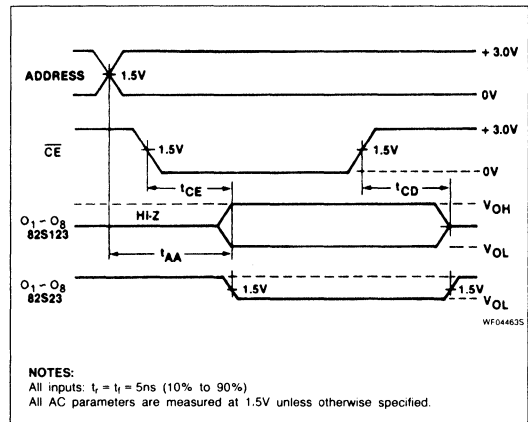 + 3.0V
ADDRESS
1.5V
0V
+ 3.0V
CE
1.5V
1.5V
0V
tCE
tCD
VOH
O1 – O8
82S123
HI-Z
VOL
tAA
O1 – O8
82S23
1.5V
1.5V
VOL
WF04463S
NOTES:
All inputs: tr = tf = 5ns (10% to 90%)
All AC parameters are measured at 1.5V unless otherwise specified.